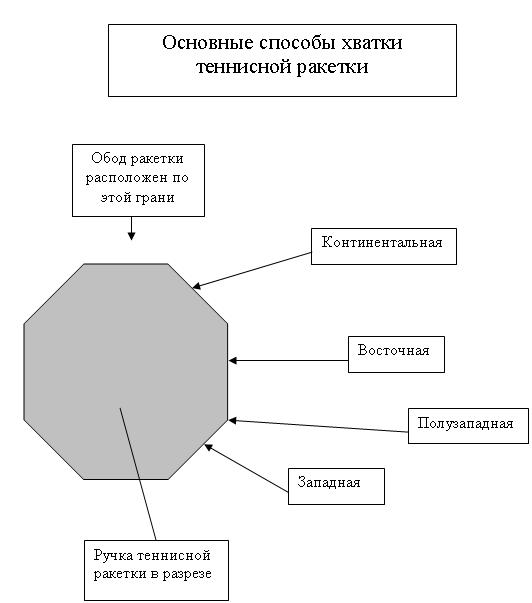 Основные способы хватки
теннисной ракетки
Обод ракетки
расположен по
этой грани
Континентальная
Восточная
Полузападная
Западная
Ручка теннисной
ракетки в разрезе